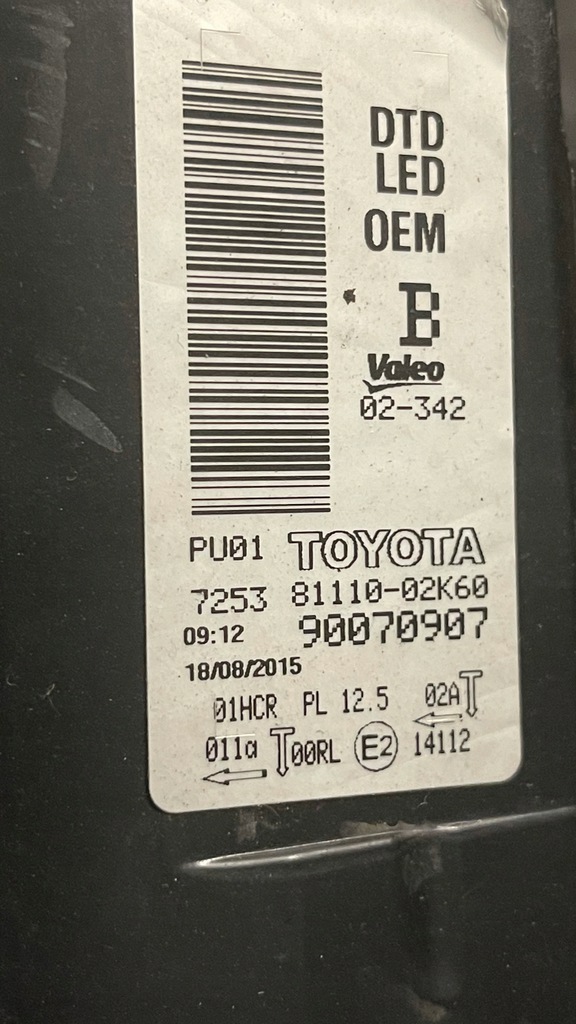 DTD
LED
OEM
B
Valeo
02-342
PU01 TOYOTA
7253 81110-02K60
09:12 90070907
18/08/2015
01HCR PL 12.5 02A
011a 00RL E2 14112